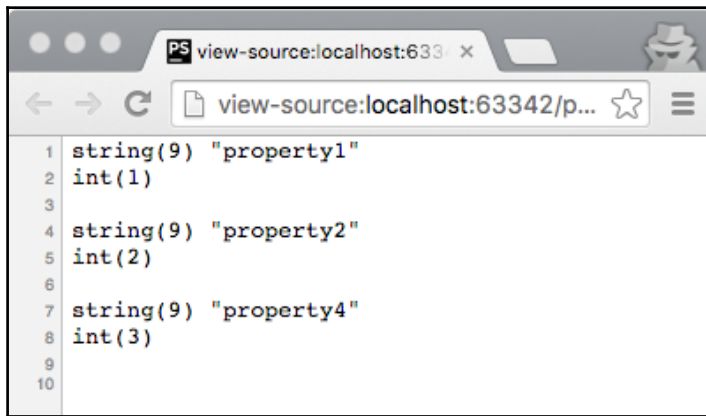 PS view-source:localhost:633
view-source:localhost:63342/p...
1 string(9) "property1"
2 int(1)
3
4 string(9) "property2"
5 int(2)
6
7 string(9) "property4"
8 int(3)
9
10